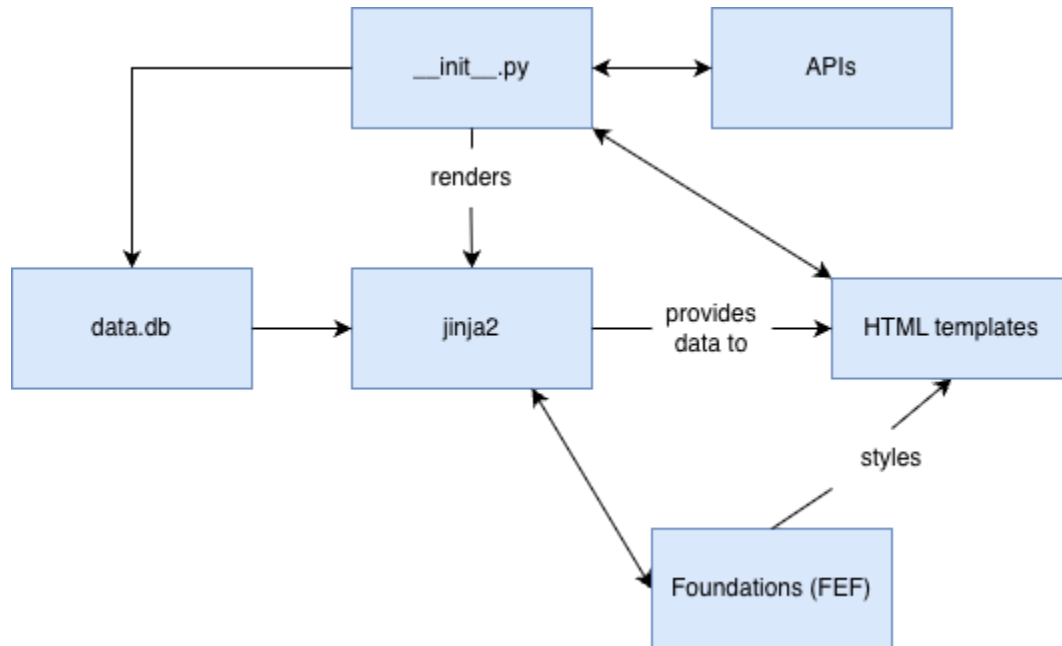 __init__.py
APIs
renders
data.db
jinja2
provides
data to
HTML templates
styles
Foundations (FEF)